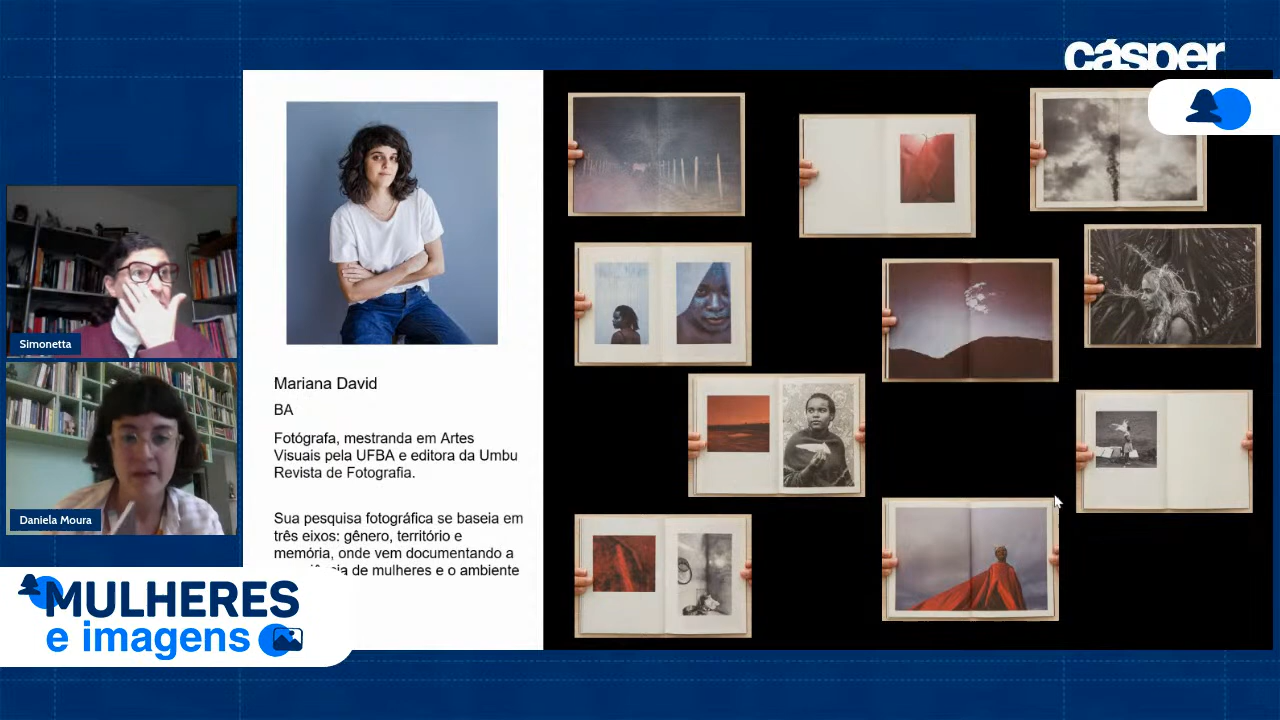 cásper
Simonetta
Daniela Moura
Mariana David
BA
Fotógrafa, mestranda em Artes
Visuais pela UFBA e editora da Umbu
Revista de Fotografia.
Sua pesquisa fotográfica se baseia em
três eixos: gênero, território e
memória, onde vem documentando a
de mulheres e o ambiente
MULHERES
e imagens